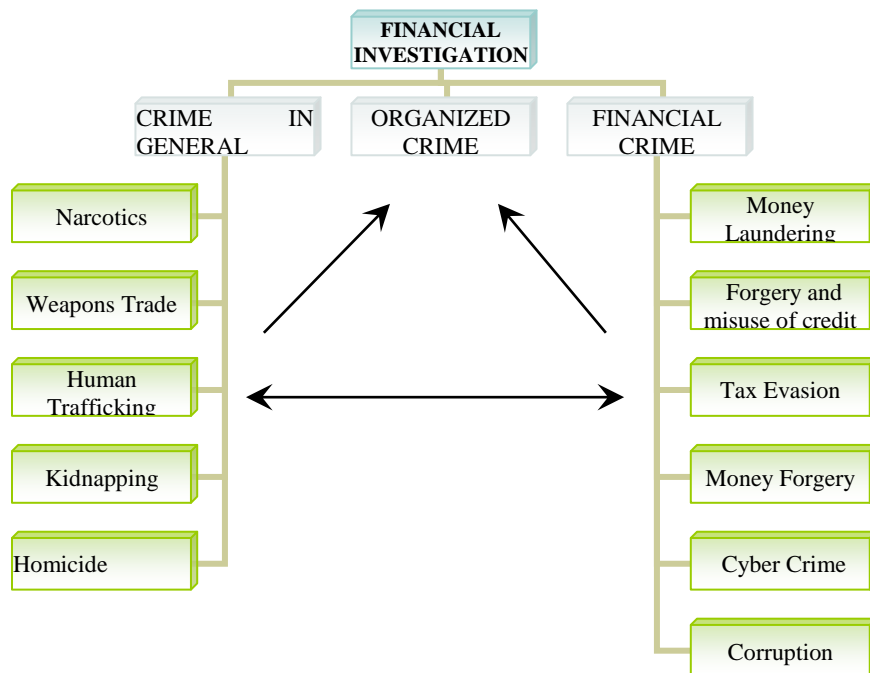 FINANCIAL
INVESTIGATION
CRIME IN
GENERAL
ORGANIZED
CRIME
FINANCIAL
CRIME
Narcotics
Weapons Trade
Human
Trafficking
Kidnapping
Homicide
Money
Laundering
Forgery and
misuse of credit
Tax Evasion
Money Forgery
Cyber Crime
Corruption